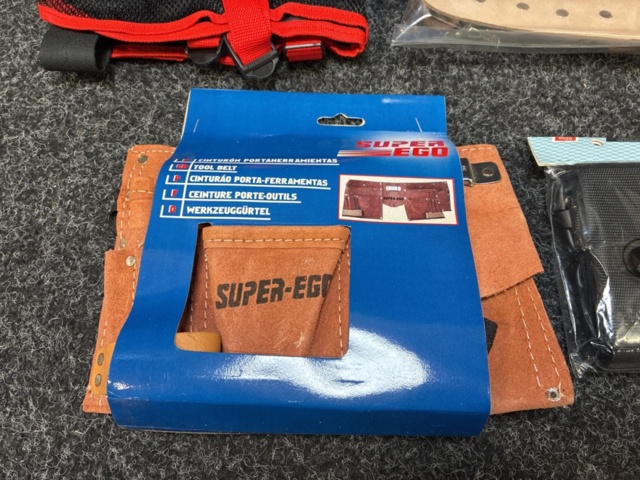 SUPER
EGO
CINTURÓN PORTAHERRAMIENTAS
TOOL BELT
CINTURÃO PORTA-FERRAMENTAS
CEINTURE PORTE-OUTILS
WERKZEUGGÜRTEL
SUPER-EGO